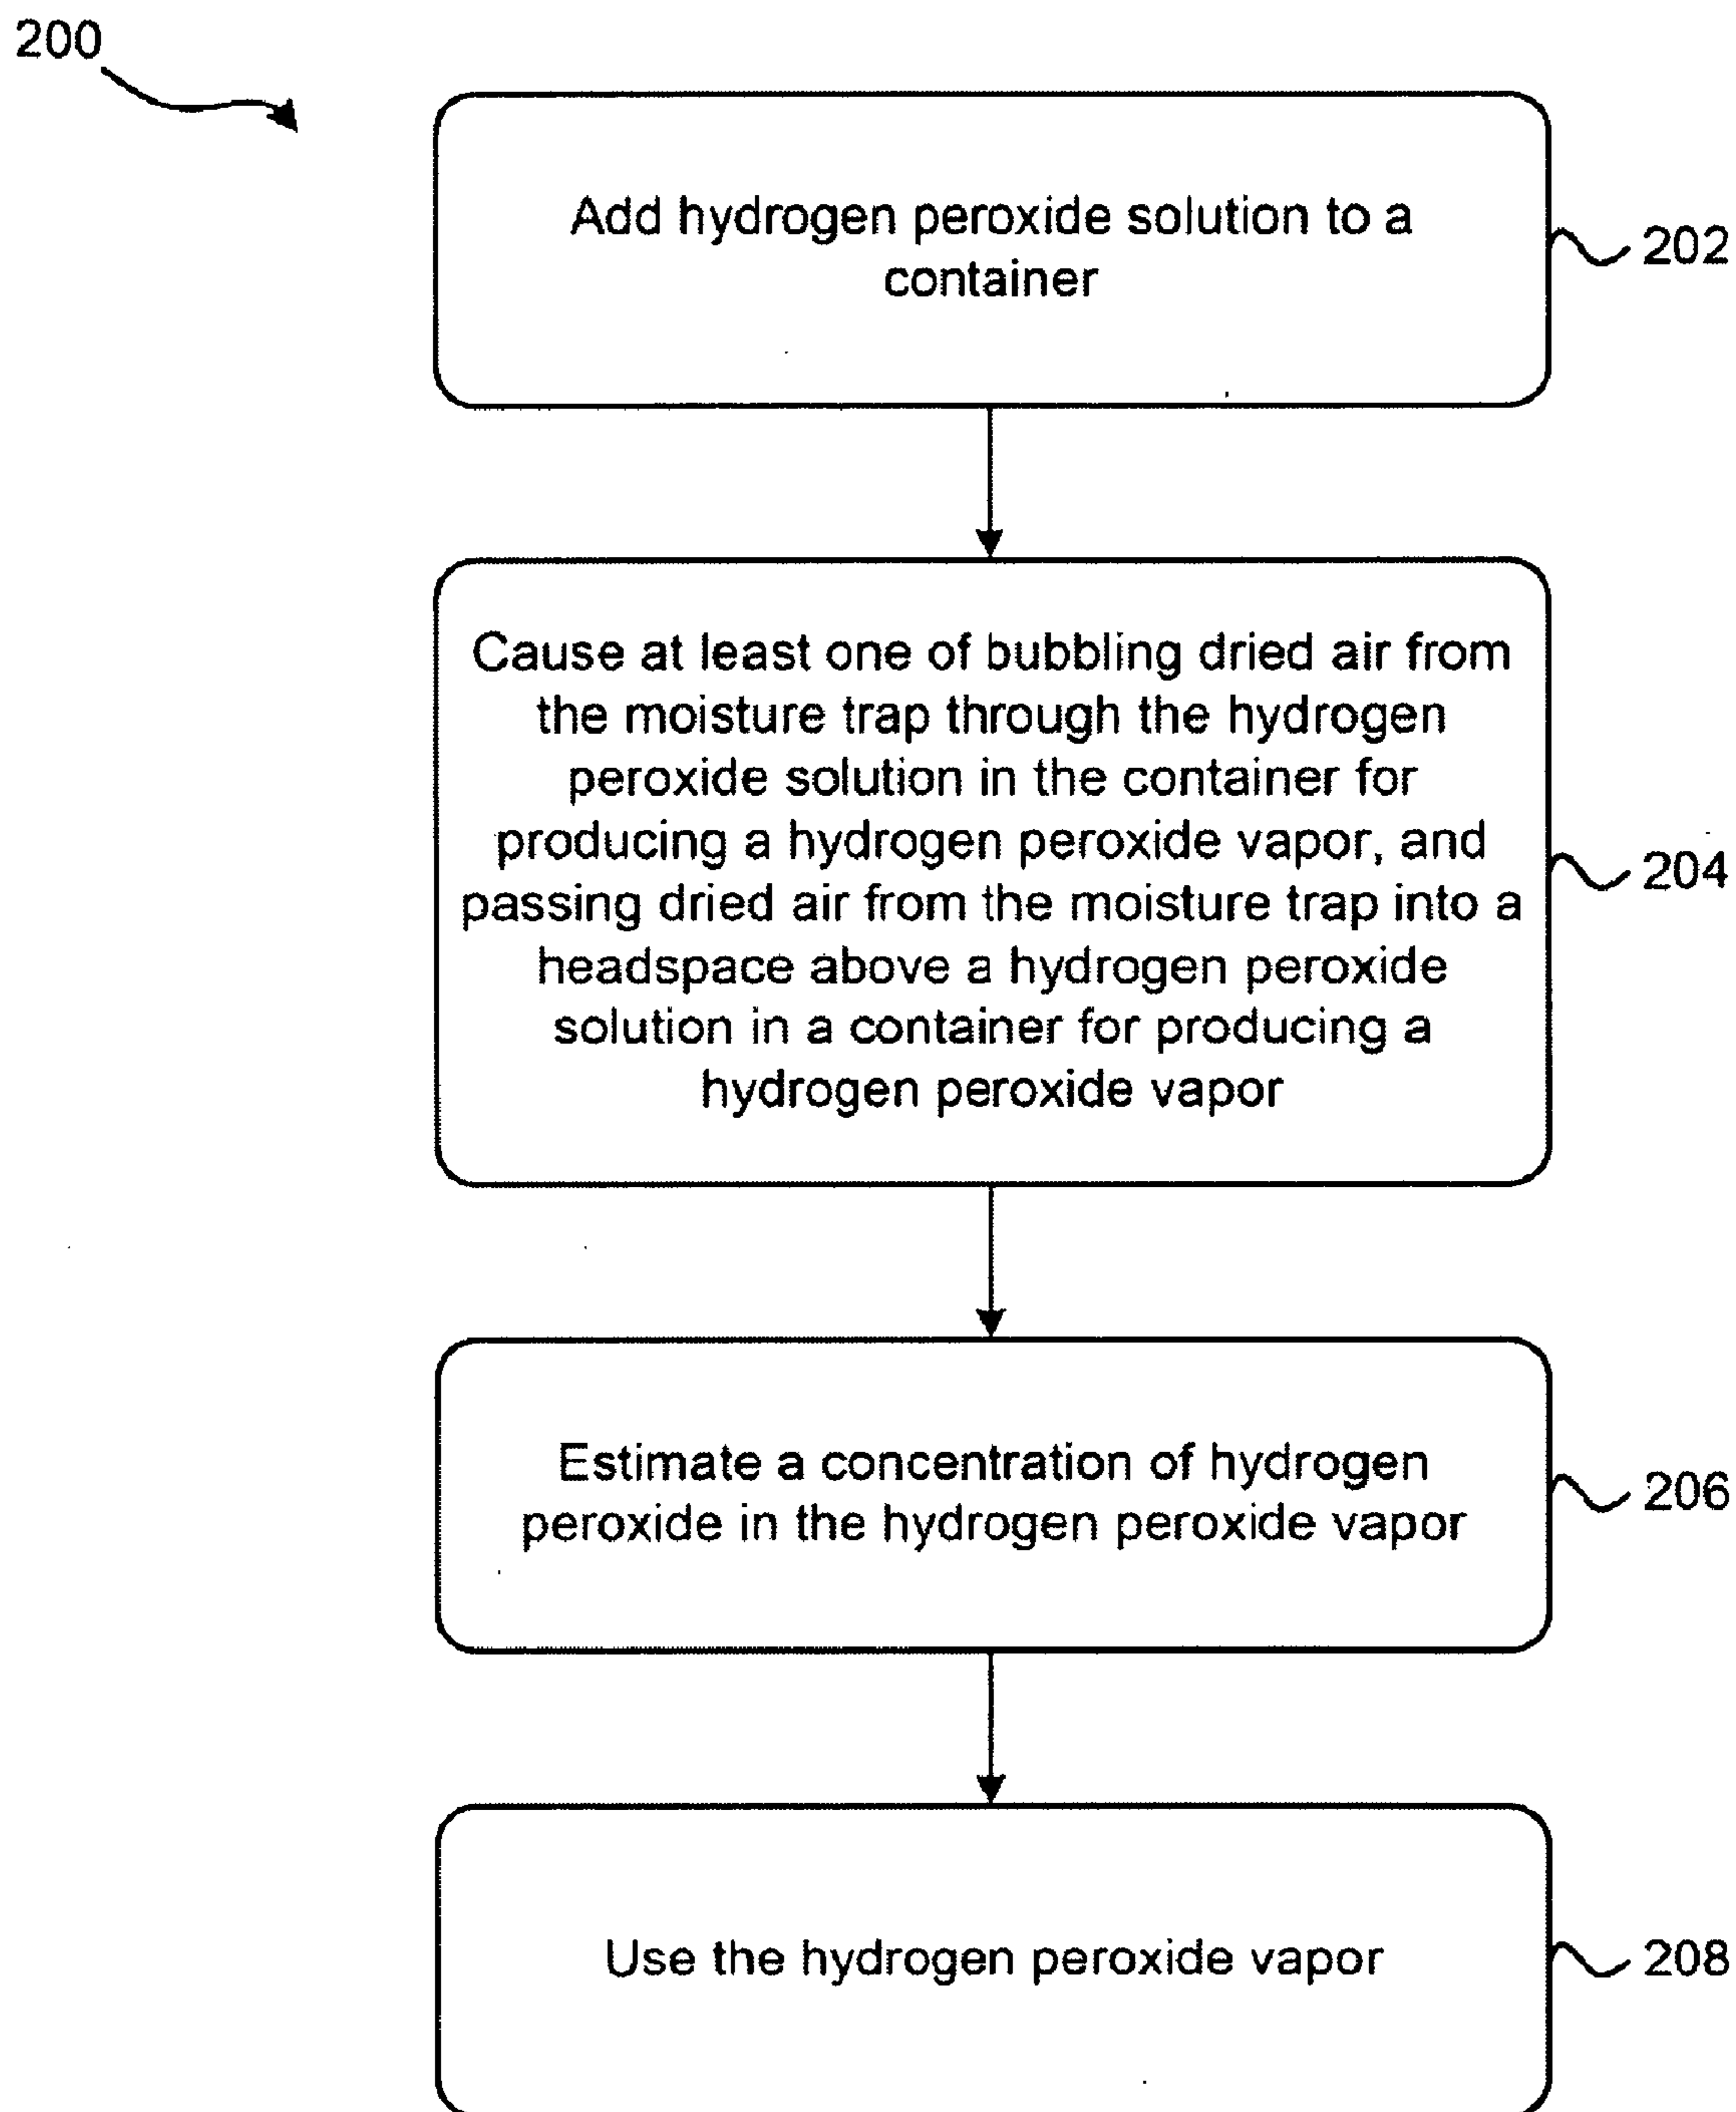 200
Add hydrogen peroxide solution to a
container
202
Cause at least one of bubbling dried air from
the moisture trap through the hydrogen
peroxide solution in the container for
producing a hydrogen peroxide vapor, and
passing dried air from the moisture trap into a
headspace above a hydrogen peroxide
solution in a container for producing a
hydrogen peroxide vapor
204
Estimate a concentration of hydrogen
peroxide in the hydrogen peroxide vapor
206
Use the hydrogen peroxide vapor
208